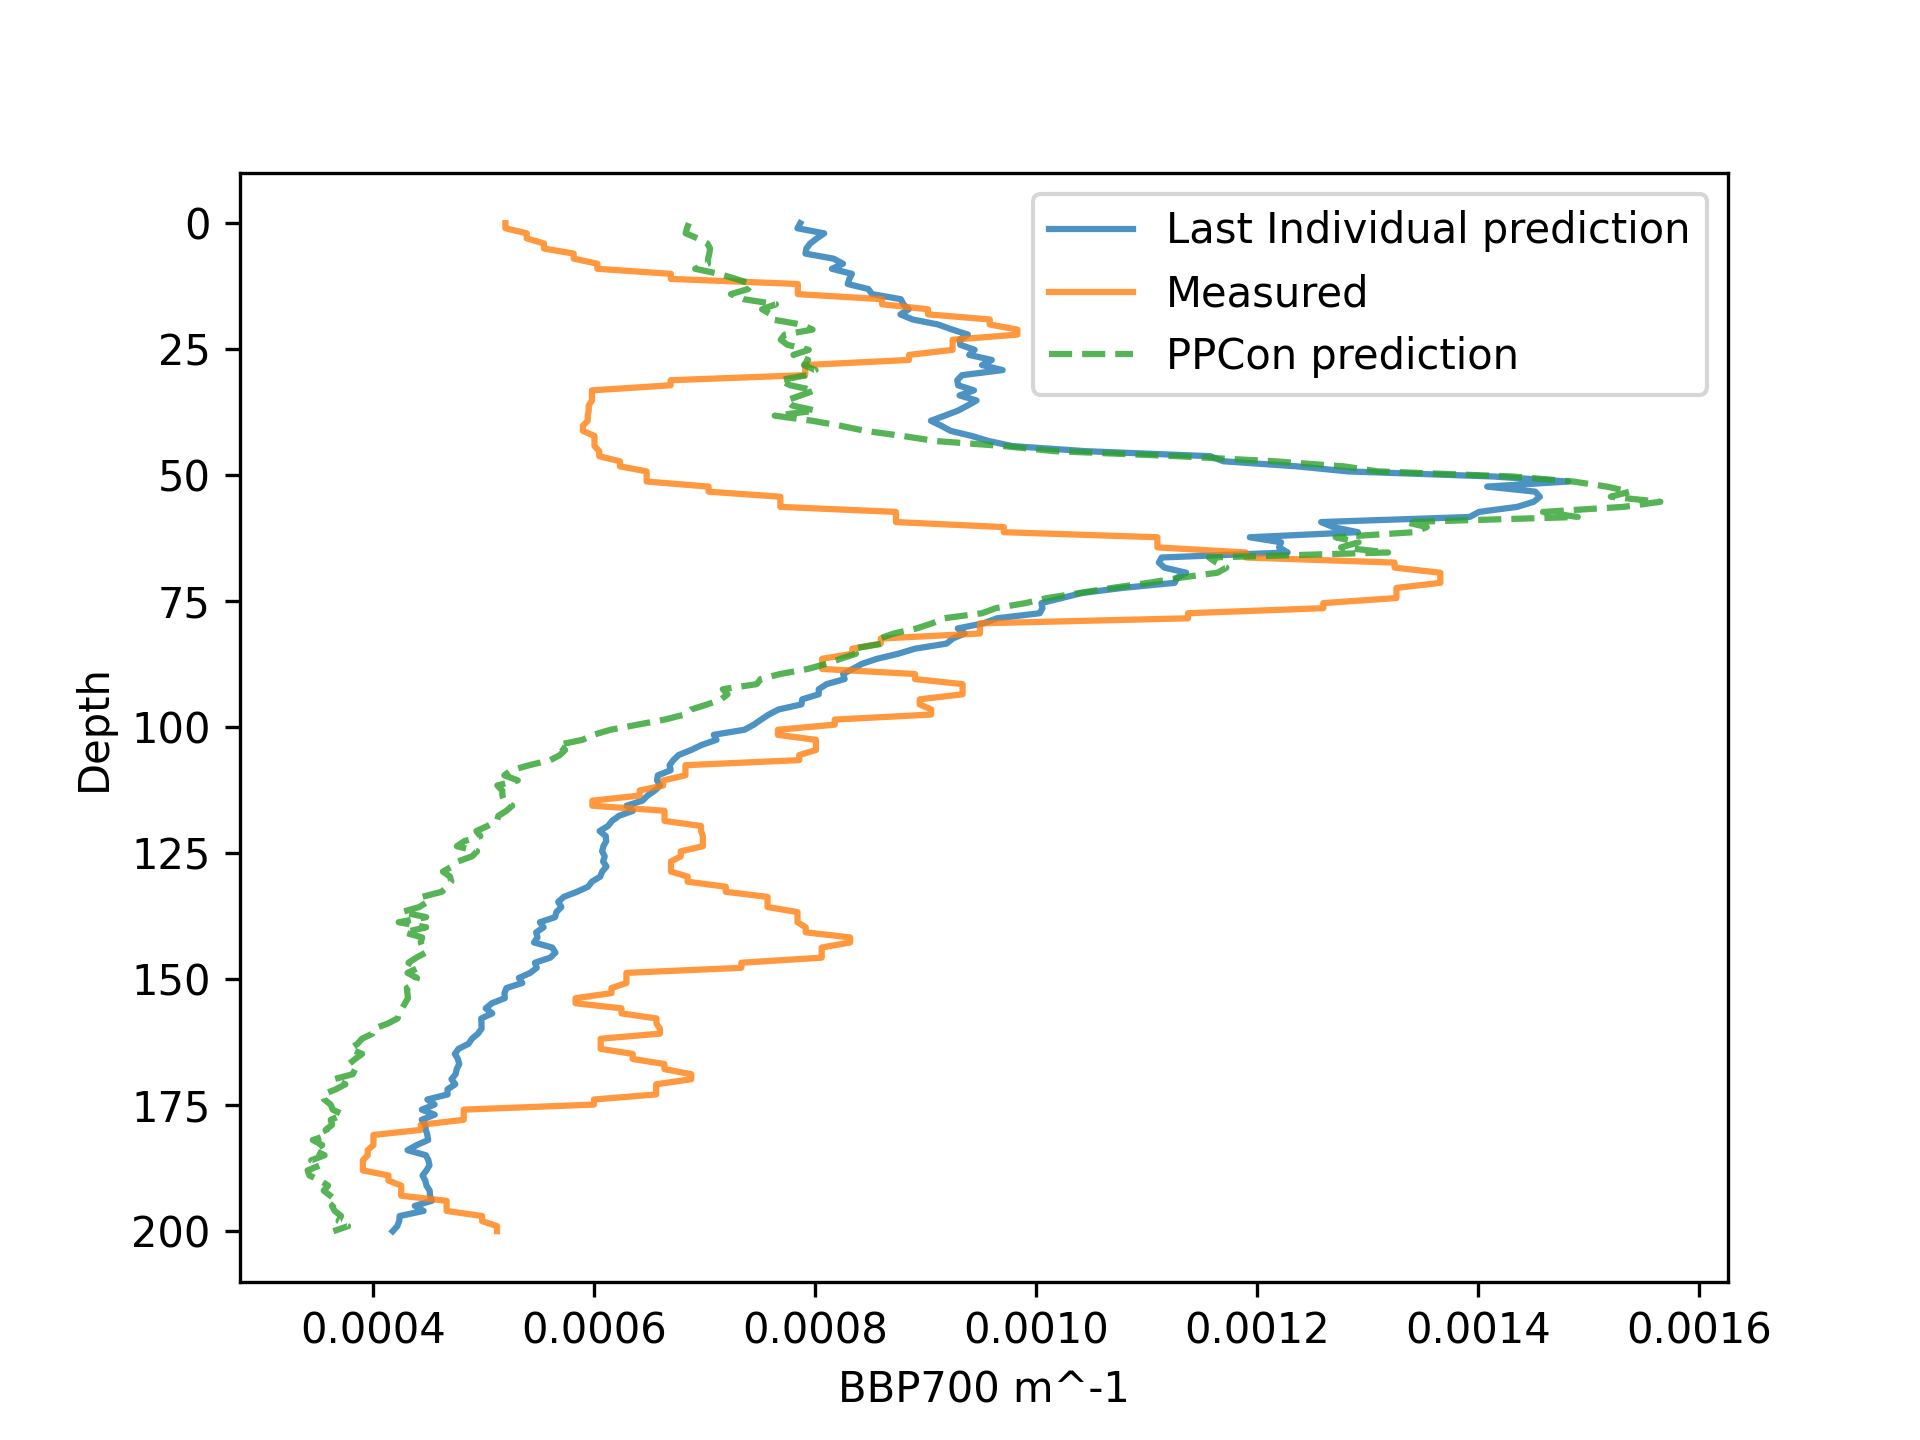 Last Individual prediction
Measured
PPCon prediction
0
25
50
75
100
125
150
175
200
Depth
0.0004 0.0006 0.0008 0.0010 0.0012 0.0014 0.0016
BBP700 m^-1